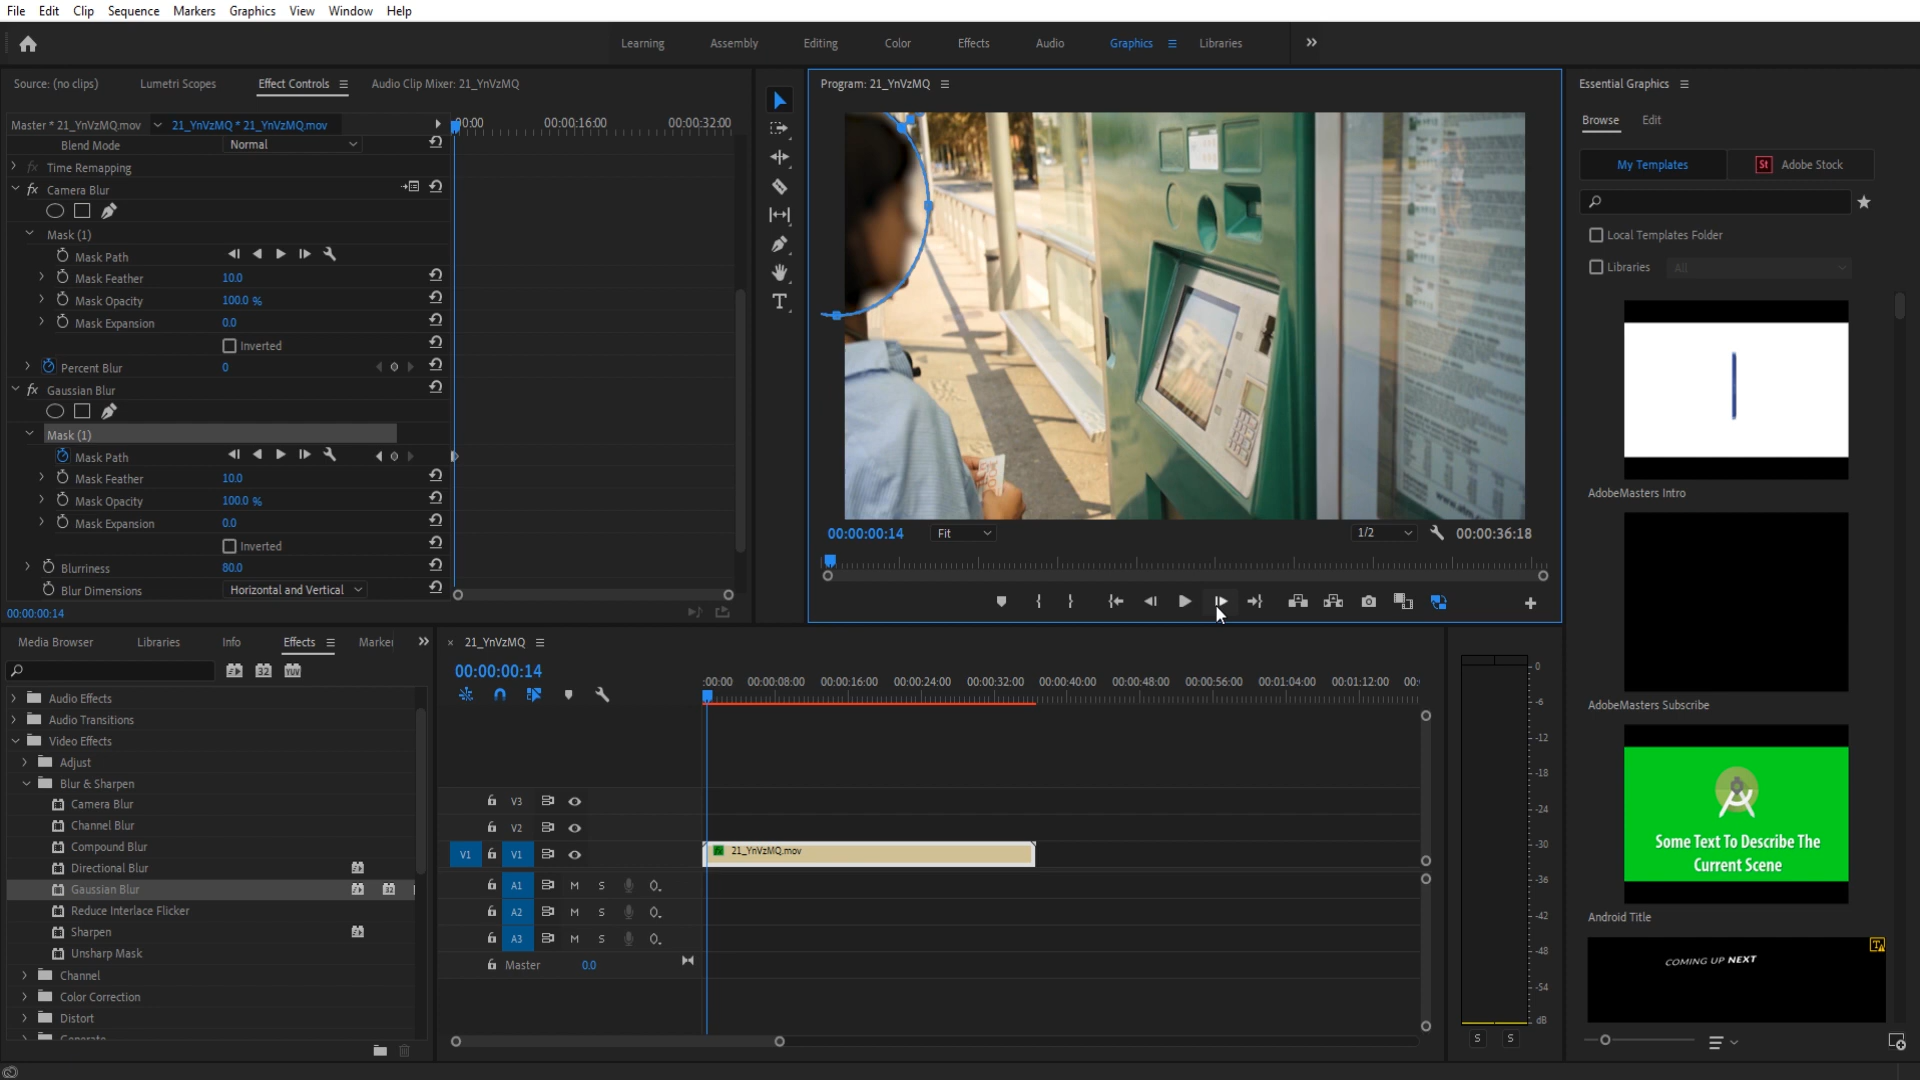 File Edit Clip Sequence Markers Graphics View Window Help
Learning Assembly Editing Color Effects Audio Graphics Libraries
Source: (no clips) Lumetri Scopes Effect Controls Audio Clip Mixer: 21_YnVzMQ
Master * 21_YnVzMQ.mov 21_YnVzMQ * 21_YnVzMQ.mov
00:00 00:00:16:00 00:00:32:00
Blend Mode Normal
fx Time Remapping
fx Camera Blur
Mask (1)
Mask Path
Mask Feather 10.0
Mask Opacity 100.0 %
Mask Expansion 0.0
Inverted
Percent Blur 0
fx Gaussian Blur
Mask (1)
Mask Path
Mask Feather 10.0
Mask Opacity 100.0 %
Mask Expansion 0.0
Inverted
Blurriness 80.0
Blur Dimensions Horizontal and Vertical
00:00:00:14
Program: 21_YnVzMQ
00:00:00:14 Fit 1/2 00:00:36:18
Essential Graphics
Browse Edit
My Templates St Adobe Stock
Local Templates Folder
Libraries All
AdobeMasters Intro
AdobeMasters Subscribe
Some Text To Describe The
Current Scene
Android Title
COMING UP NEXT
Media Browser Libraries Info Effects Marker
32 YUV
Audio Effects
Audio Transitions
Video Effects
Adjust
Blur & Sharpen
Camera Blur
Channel Blur
Compound Blur
Directional Blur
Gaussian Blur
Reduce Interlace Flicker
Sharpen
Unsharp Mask
Channel
Color Correction
Distort
Generate
× 21_YnVzMQ
00:00:00:14
:00:00 00:00:08:00 00:00:16:00 00:00:24:00 00:00:32:00 00:00:40:00 00:00:48:00 00:00:56:00 00:01:04:00 00:01:12:00 00:
V3
V2
V1 V1 21_YnVzMQ.mov
A1 M S
A2 M S
A3 M S
Master 0.0
0
-6
-12
-18
-24
-30
-36
-42
-48
-54
dB
S S